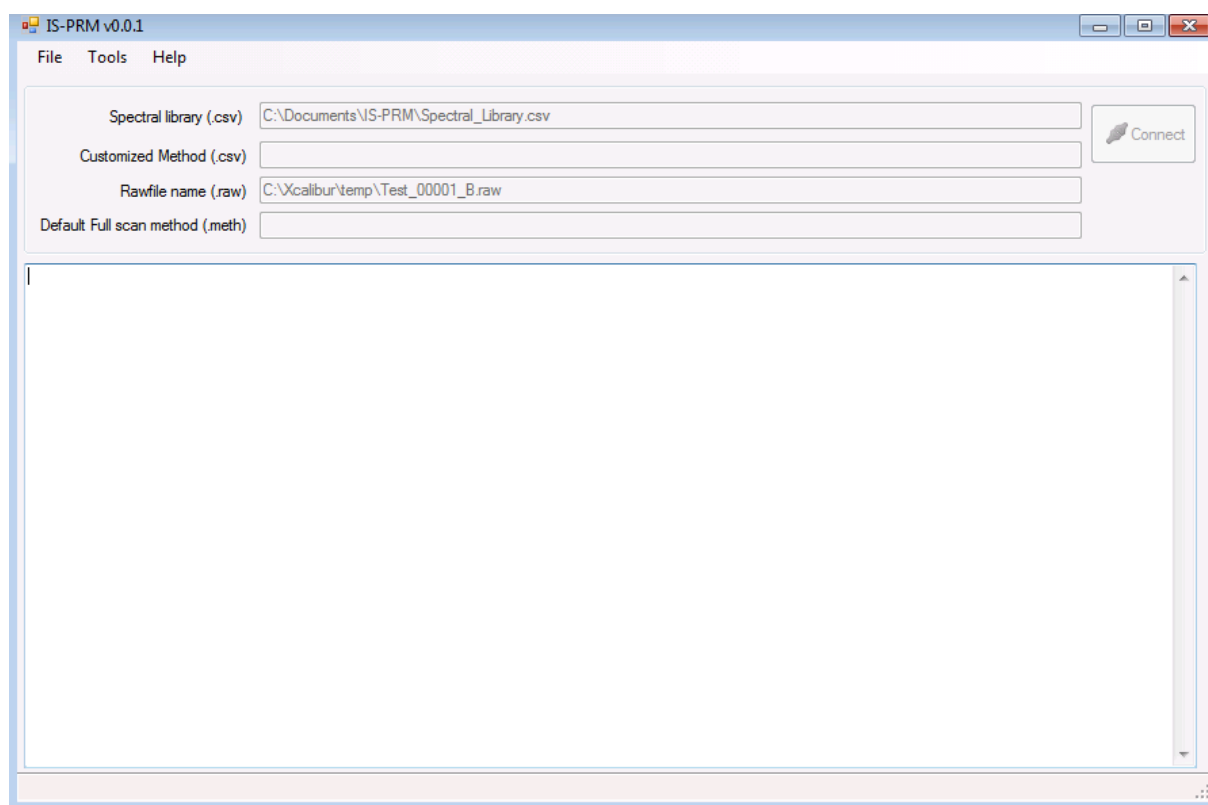 IS-PRM v0.0.1
File Tools Help
Spectral library (.csv) C:\Documents\IS-PRM\Spectral_Library.csv
Connect
Customized Method (.csv)
Rawfile name (.raw) C:\Xcalibur\temp\Test_00001_B.raw
Default Full scan method (.meth)